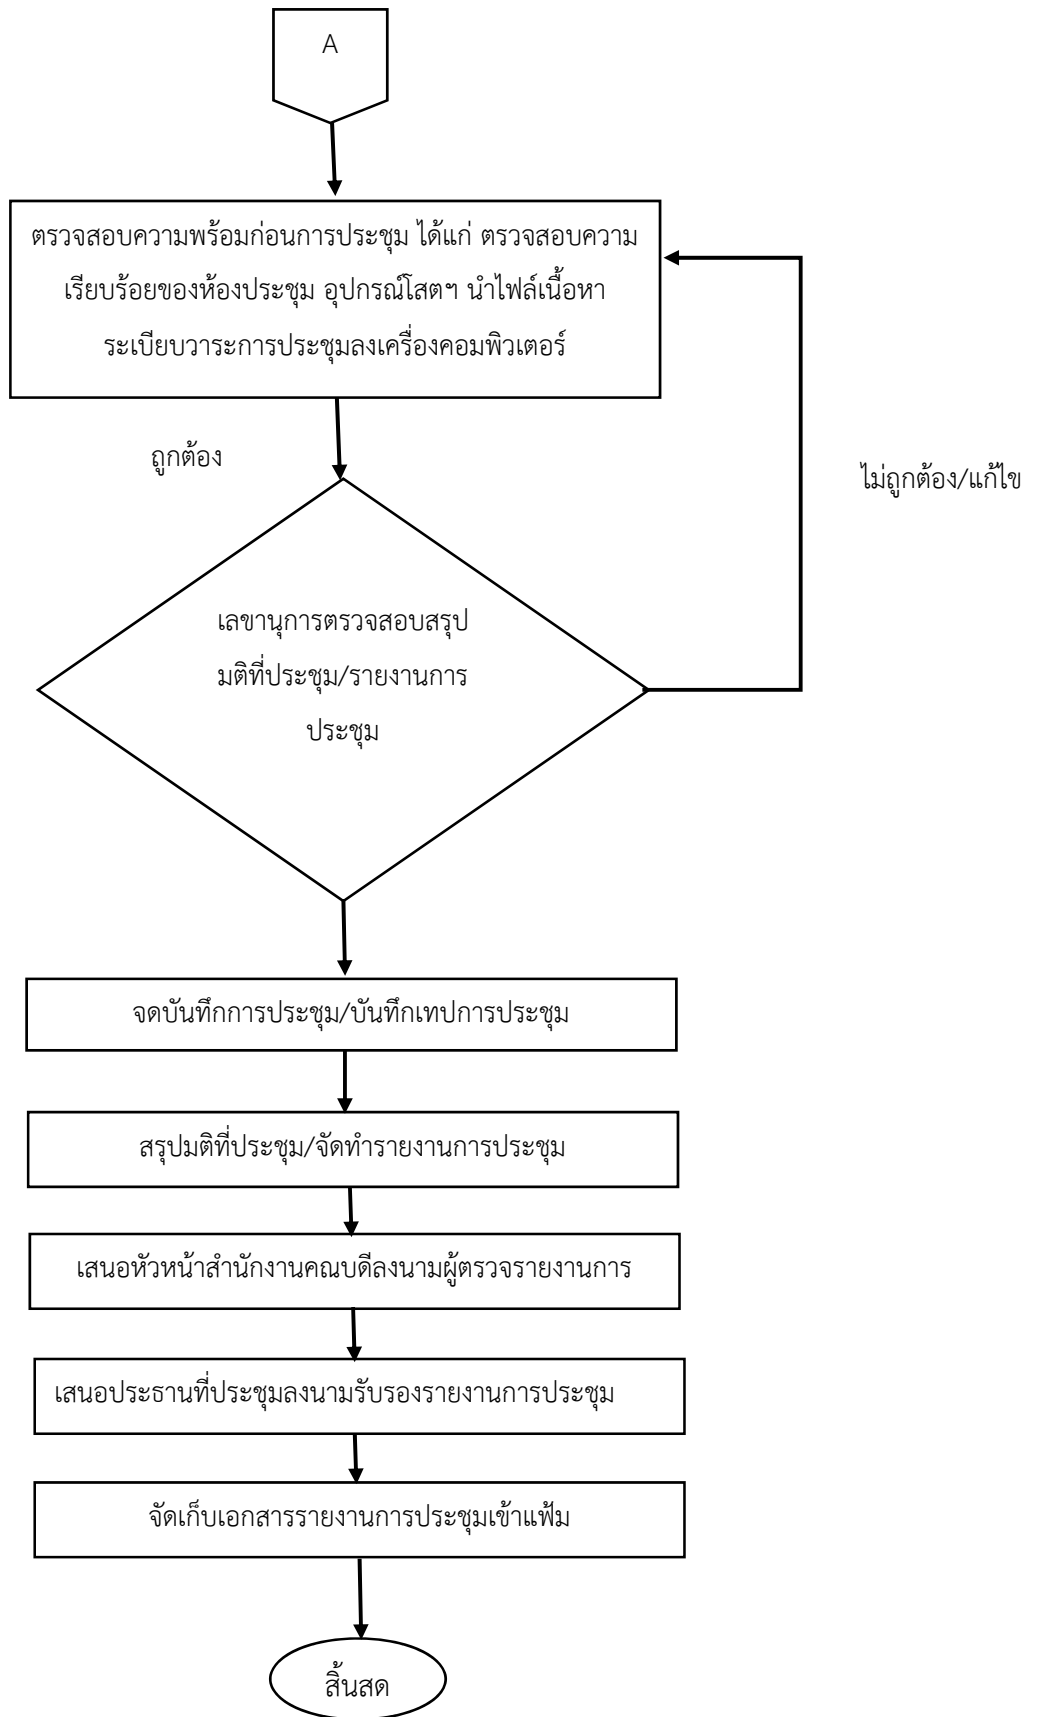 A
ตรวจสอบความพร้อมก่อนการประชุม ได้แก่ ตรวจสอบความ
เรียบร้อยของห้องประชุม อุปกรณ์โสตฯ นำไฟล์เนื้อหา
ระเบียบวาระการประชุมลงเครื่องคอมพิวเตอร์
ถูกต้อง
ไม่ถูกต้อง/แก้ไข
เลขานุการตรวจสอบสรุป
มติที่ประชุม/รายงานการ
ประชุม
จดบันทึกการประชุม/บันทึกเทปการประชุม
สรุปมติที่ประชุม/จัดทำรายงานการประชุม
เสนอหัวหน้าสำนักงานคณบดีลงนามผู้ตรวจรายงานการ
เสนอประธานที่ประชุมลงนามรับรองรายงานการประชุม
จัดเก็บเอกสารรายงานการประชุมเข้าแฟ้ม
สิ้นสด